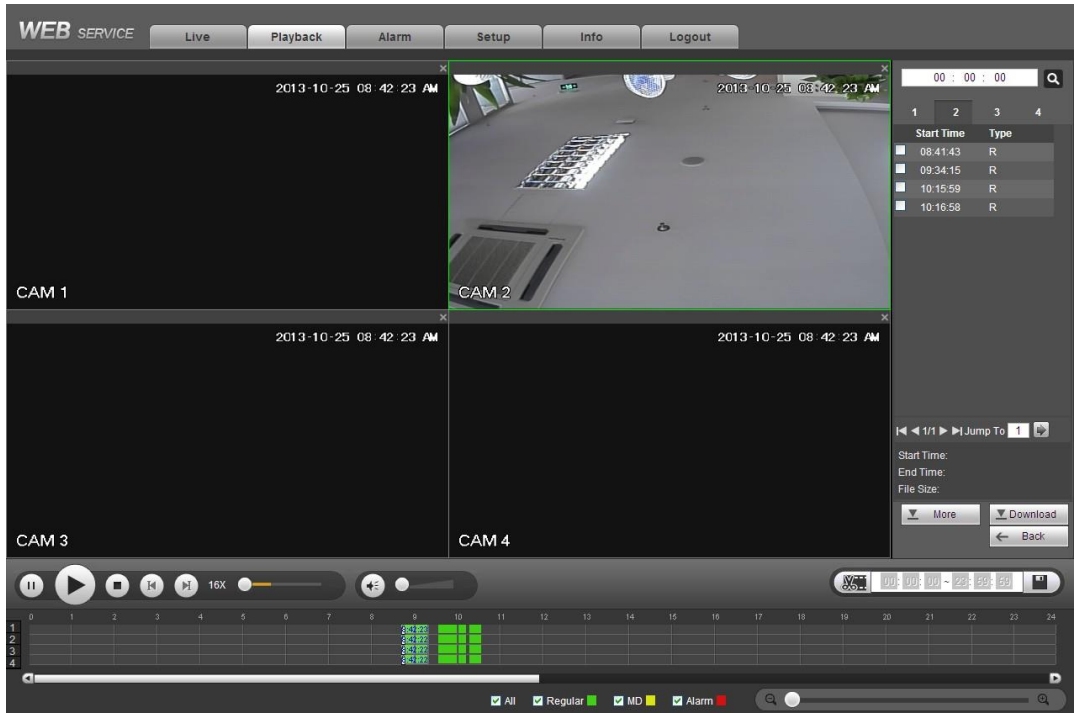 WEB SERVICE
Live
Playback
Alarm
Setup
Info
Logout
2013-10-25 08:42:23 AM
CAM 1
2013-10-25 08:42:23 AM
CAM 2
2013-10-25 08:42:23 AM
CAM 3
2013-10-25 08:42:23 AM
CAM 4
00 : 00 : 00
1 2 3 4
Start Time Type
08:41:43 R
09:34:15 R
10:15:59 R
10:16:58 R
1/1 Jump To 1
Start Time:
End Time:
File Size:
More Download
Back
16X
00: 00: 00 ~ 23: 59: 59
0 1 2 3 4 5 6 7 8 9 10 11 12 13 14 15 16 17 18 19 20 21 22 23 24
1
2
3
4
All Regular MD Alarm